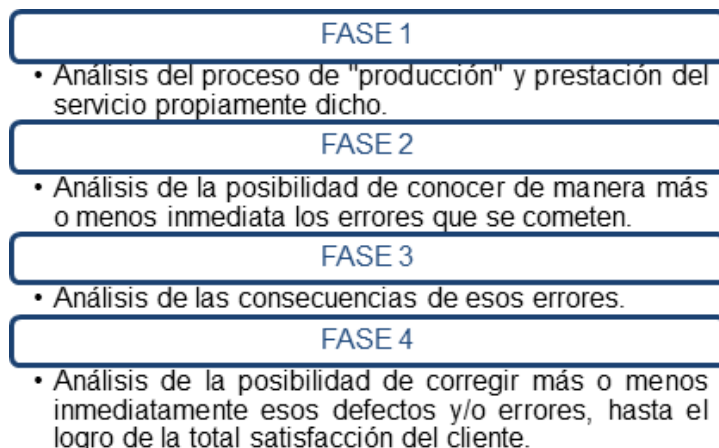 FASE 1
• Análisis del proceso de "producción" y prestación del
servicio propiamente dicho.
FASE 2
• Análisis de la posibilidad de conocer de manera más
o menos inmediata los errores que se cometen.
FASE 3
• Análisis de las consecuencias de esos errores.
FASE 4
• Análisis de la posibilidad de corregir más o menos
inmediatamente esos defectos y/o errores, hasta el
logro de la total satisfacción del cliente.